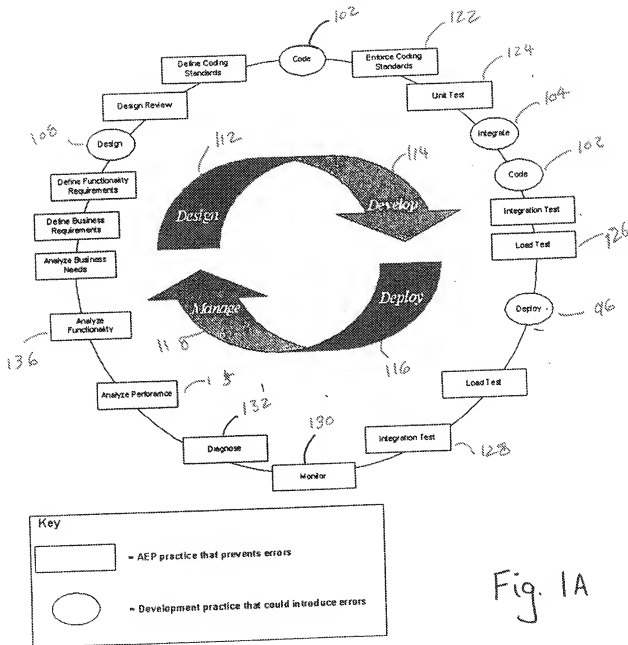 102
Code
Define Coding
Standards
Enforce Coding
Standards
122
124
Design Review
Unit Test
108
Design
112
114
Integrate
104
102
Code
Define Functionality
Requirements
Design
Develop
Integration Test
Define Business
Requirements
Load Test
126
Analyze Business
Needs
Manage
Deploy
Deploy
96
Analyze
Functionality
136
118
116
Analyze Performance
Load Test
132
130
Diagnose
Integration Test
128
Monitor
Key
= AEP practice that prevents errors
= Development practice that could introduce errors
Fig. 1A